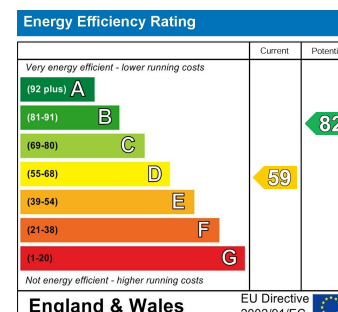 Energy Efficiency Rating
Current
Very energy efficient - lower running costs
(92 plus) A
(81-91) B
82
(69-80) C
(55-68) D
59
(39-54) E
(21-38) F
(1-20) G
Not energy efficient - higher running costs
England & Wales
EU Directive